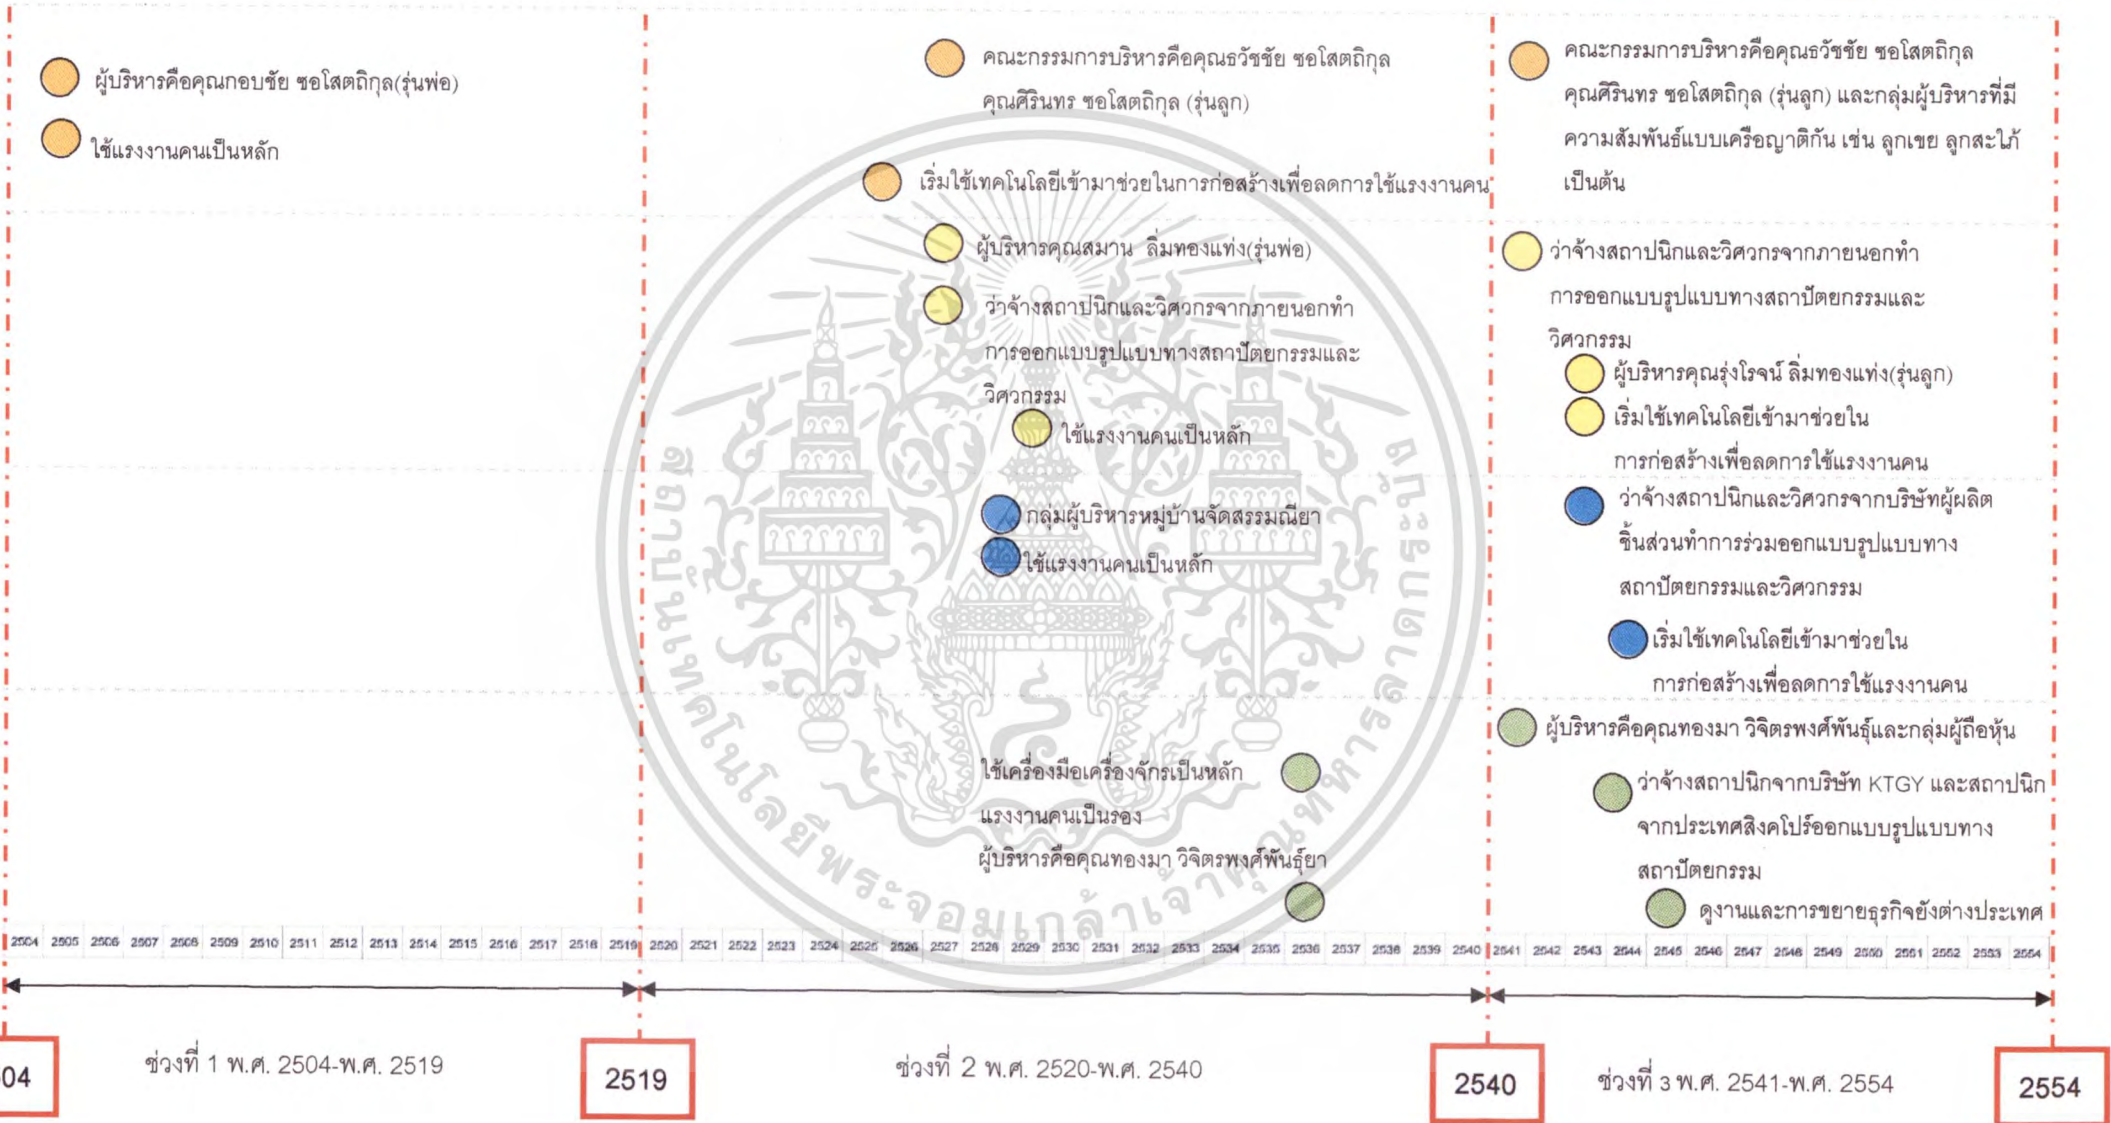 ผู้บริหารคือคุณกอบชัย ซอโสตถิกุล(รุ่นพ่อ)
ใช้แรงงานคนเป็นหลัก
คณะกรรมการบริหารคือคุณธวัชชัย ซอโสตถิกุล
คุณศิรินทร ซอโสตถิกุล (รุ่นลูก)
เริ่มใช้เทคโนโลยีเข้ามาช่วยในการก่อสร้างเพื่อลดการใช้แรงงานคน
คณะกรรมการบริหารคือคุณธวัชชัย ซอโสตถิกุล
คุณศิรินทร ซอโสตถิกุล (รุ่นลูก) และกลุ่มผู้บริหารที่มี
ความสัมพันธ์แบบเครือญาติกัน เช่น ลูกเขย ลูกสะใภ้
เป็นต้น
ผู้บริหารคุณสมาน ลิ่มทองแท่ง(รุ่นพ่อ)
ว่าจ้างสถาปนิกและวิศวกรจากภายนอกทำ
การออกแบบรูปแบบทางสถาปัตยกรรมและ
วิศวกรรม
ใช้แรงงานคนเป็นหลัก
ว่าจ้างสถาปนิกและวิศวกรจากภายนอกทำ
การออกแบบรูปแบบทางสถาปัตยกรรมและ
วิศวกรรม
ผู้บริหารคุณรุ่งโรจน์ ลิ่มทองแท่ง(รุ่นลูก)
เริ่มใช้เทคโนโลยีเข้ามาช่วยใน
การก่อสร้างเพื่อลดการใช้แรงงานคน
กลุ่มผู้บริหารหมู่บ้านจัดสรรมณียา
ใช้แรงงานคนเป็นหลัก
ว่าจ้างสถาปนิกและวิศวกรจากบริษัทผู้ผลิต
ชิ้นส่วนทำการร่วมออกแบบรูปแบบทาง
สถาปัตยกรรมและวิศวกรรม
เริ่มใช้เทคโนโลยีเข้ามาช่วยใน
การก่อสร้างเพื่อลดการใช้แรงงานคน
ใช้เครื่องมือเครื่องจักรเป็นหลัก
แรงงานคนเป็นรอง
ผู้บริหารคือคุณทองมา วิจิตรพงศ์พันธุ์ยา
ผู้บริหารคือคุณทองมา วิจิตรพงศ์พันธุ์และกลุ่มผู้ถือหุ้น
ว่าจ้างสถาปนิกจากบริษัท KTGY และสถาปนิก
จากประเทศสิงคโปร์ออกแบบรูปแบบทาง
สถาปัตยกรรม
ดูงานและการขยายธุรกิจยังต่างประเทศ
สถาบันเทคโนโลยีพระจอมเกล้าเจ้าคุณทหารลาดกระบัง
2504 2505 2506 2507 2508 2509 2510 2511 2512 2513 2514 2515 2516 2517 2518 2519 2520 2521 2522 2523 2524 2525 2526 2527 2528 2529 2530 2531 2532 2533 2534 2535 2536 2537 2538 2539 2540 2541 2542 2543 2544 2545 2546 2547 2548 2549 2550 2551 2552 2553 2554
04
ช่วงที่ 1 พ.ศ. 2504-พ.ศ. 2519
2519
ช่วงที่ 2 พ.ศ. 2520-พ.ศ. 2540
2540
ช่วงที่ 3 พ.ศ. 2541-พ.ศ. 2554
2554